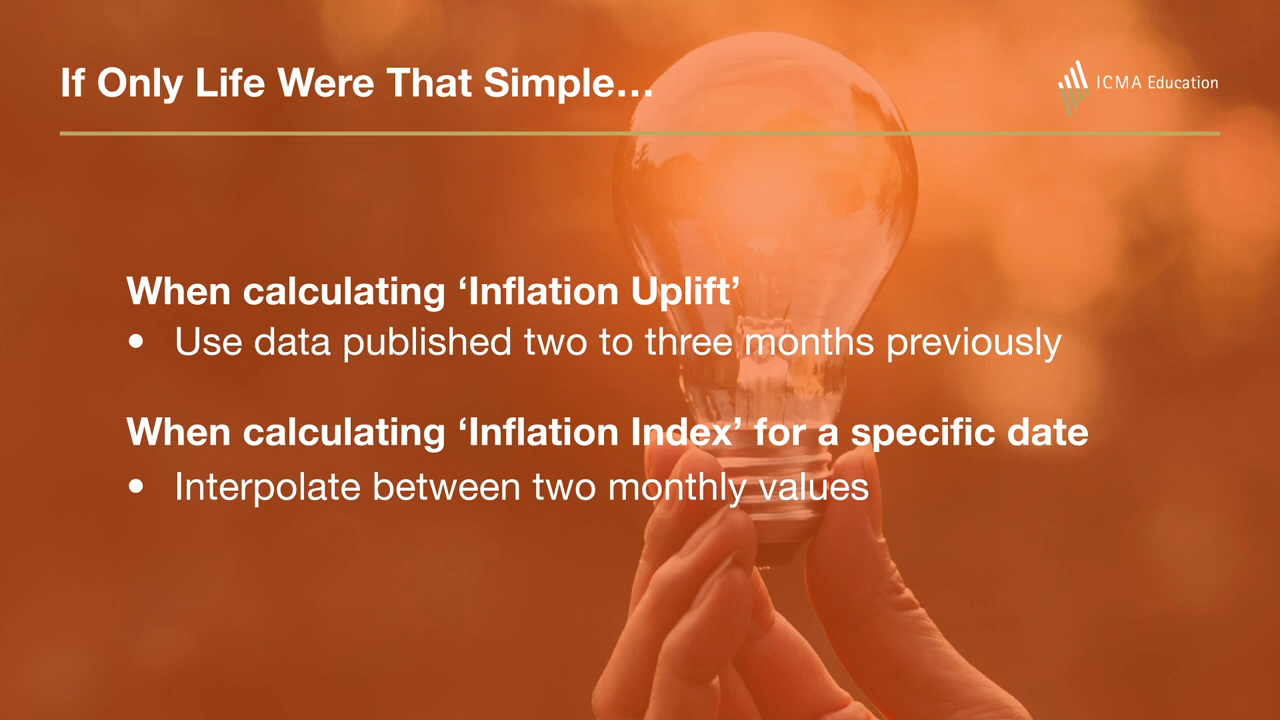 If Only Life Were That Simple...
ICMA Education
When calculating ‘Inflation Uplift’
• Use data published two to three months previously
When calculating ‘Inflation Index’ for a specific date
• Interpolate between two monthly values